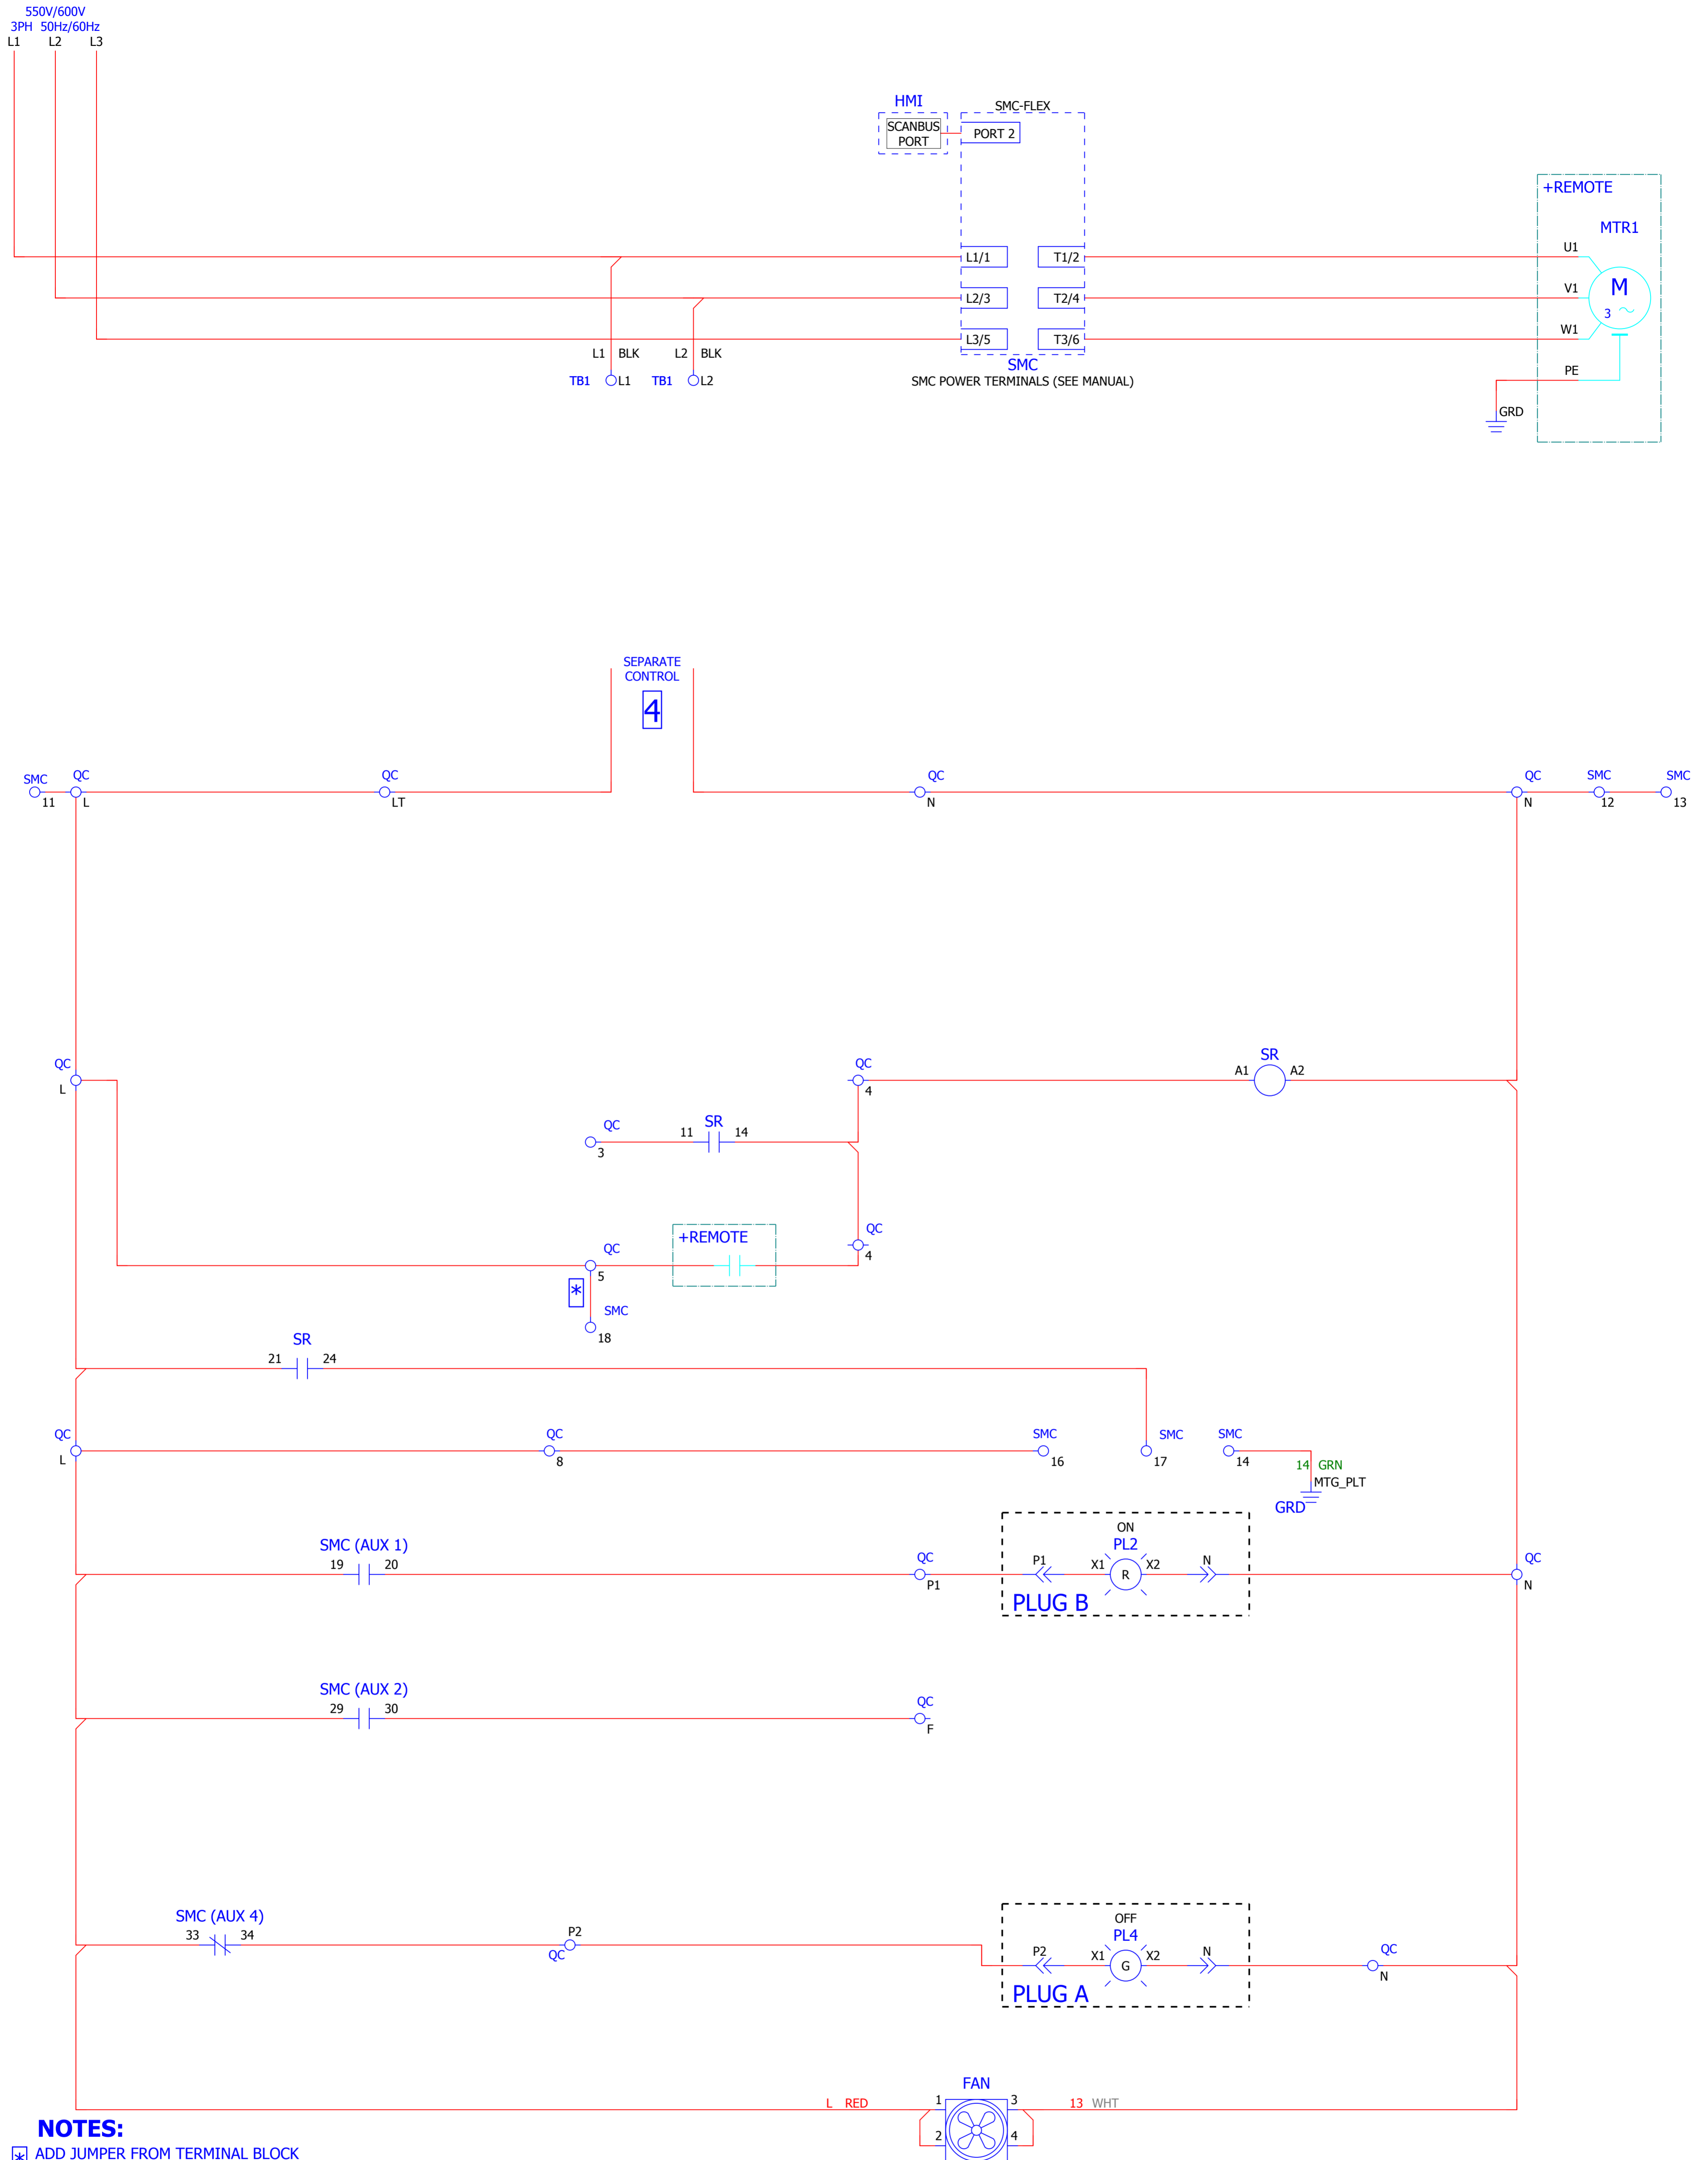 550V/600V
3PH 50Hz/60Hz
L1 L2 L3
HMI
SCANBUS
PORT
SMC-FLEX
PORT 2
+REMOTE
MTR1
L1/1 T1/2 U1
L2/3 T2/4 V1
M
3
L3/5 T3/6 W1
L1 BLK L2 BLK
TB1 L1 TB1 L2
SMC
SMC POWER TERMINALS (SEE MANUAL)
PE
GRD
SEPARATE
CONTROL
4
SMC QC QC QC QC SMC SMC
11 L LT N N 12 13
QC QC SR
L 4 A1 A2
QC SR
3 11 14
+REMOTE
QC QC
5 4
*
SMC
18
SR
21 24
QC QC SMC SMC SMC
L 8 16 17 14
14 GRN
MTG_PLT
GRD
SMC (AUX 1)
19 20
QC
P1
ON
PL2
P1 X1 R X2 N
PLUG B
QC
N
SMC (AUX 2)
29 30
QC
F
SMC (AUX 4)
33 34
P2
QC
OFF
PL4
P2 X1 G X2 N
PLUG A
QC
N
FAN
L RED 1 3 13 WHT
2 4
NOTES:
* ADD JUMPER FROM TERMINAL BLOCK